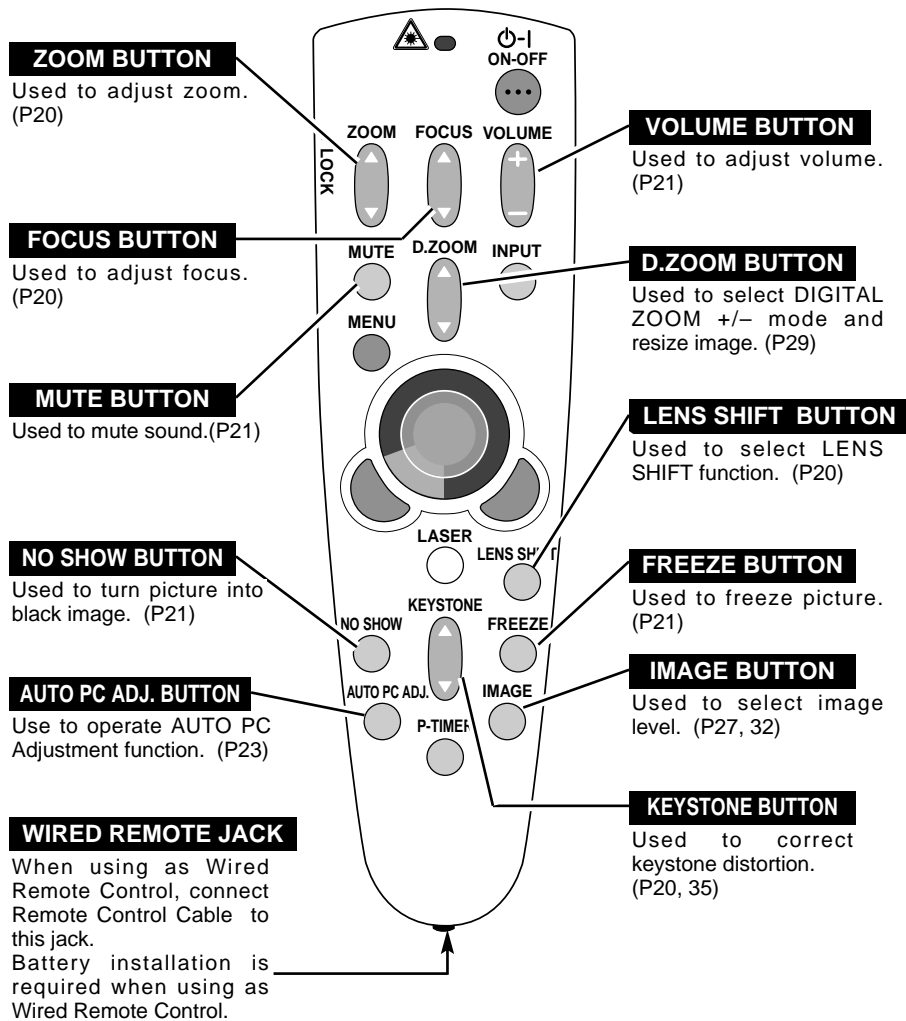 ZOOM BUTTON
Used to adjust zoom.
(P20)
FOCUS BUTTON
Used to adjust focus.
(P20)
MUTE BUTTON
Used to mute sound.(P21)
NO SHOW BUTTON
Used to turn picture into
black image. (P21)
AUTO PC ADJ. BUTTON
Use to operate AUTO PC
Adjustment function. (P23)
WIRED REMOTE JACK
When using as Wired
Remote Control, connect
Remote Control Cable to
this jack.
Battery installation is
required when using as
Wired Remote Control.
ON-OFF
ZOOM FOCUS VOLUME
LOCK
MUTE D.ZOOM INPUT
MENU
LASER
LENS SHIFT
KEYSTONE
NO SHOW FREEZE
AUTO PC ADJ. IMAGE
P-TIMER
VOLUME BUTTON
Used to adjust volume.
(P21)
D.ZOOM BUTTON
Used to select DIGITAL
ZOOM +/– mode and
resize image. (P29)
LENS SHIFT BUTTON
Used to select LENS
SHIFT function. (P20)
FREEZE BUTTON
Used to freeze picture.
(P21)
IMAGE BUTTON
Used to select image
level. (P27, 32)
KEYSTONE BUTTON
Used to correct
keystone distortion.
(P20, 35)